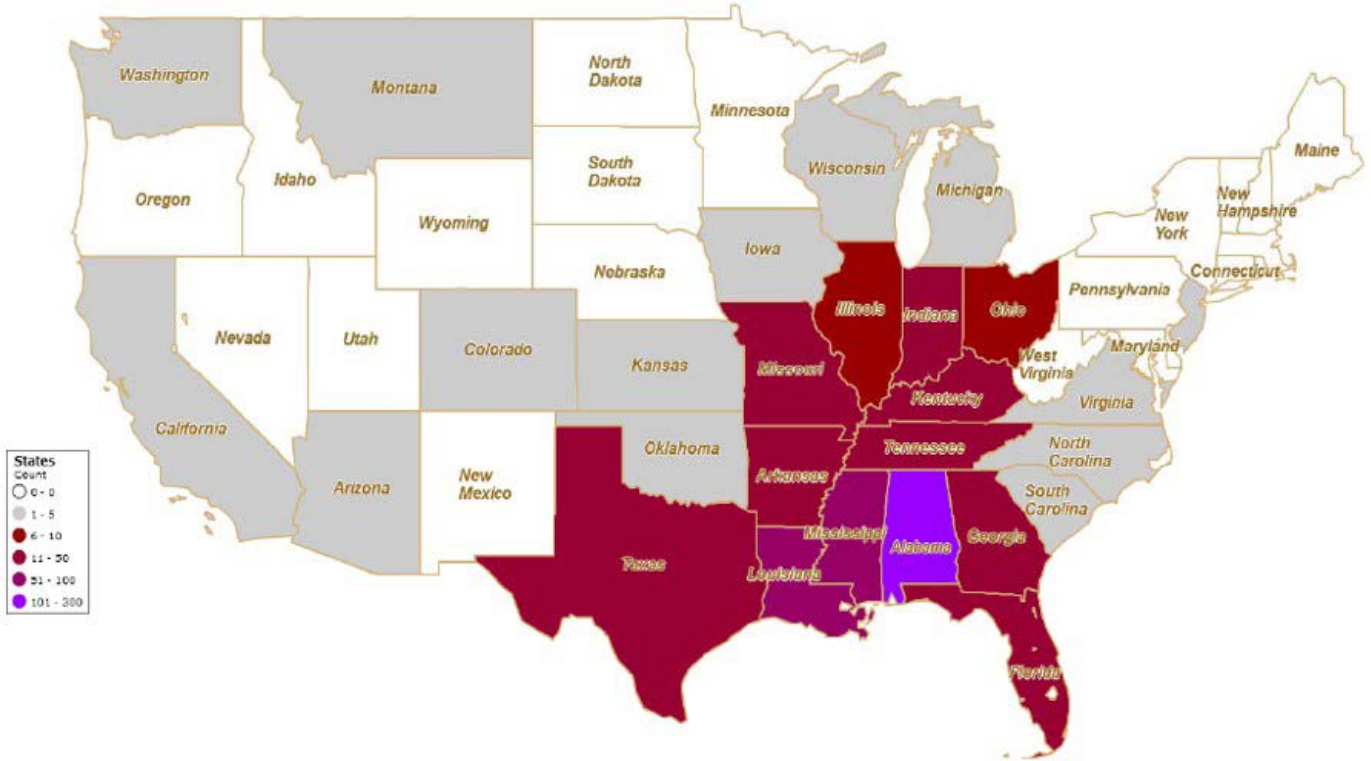 Washington
Montana
North
Dakota
Minnesota
Maine
Oregon
Idaho
South
Dakota
Wisconsin
Michigan
Wyoming
New
Hampshire
New
York
Iowa
Nebraska
Connecticut
Pennsylvania
Nevada
Utah
Illinois
Indiana
Ohio
Colorado
Kansas
Missouri
West
Virginia
Maryland
Kentucky
Virginia
California
Oklahoma
Tennessee
North
Carolina
Arizona
New
Mexico
Arkansas
South
Carolina
Mississippi
Alabama
Georgia
Texas
Louisiana
Florida
States
Count
0 - 0
1 - 5
6 - 10
11 - 50
51 - 100
101 - 300